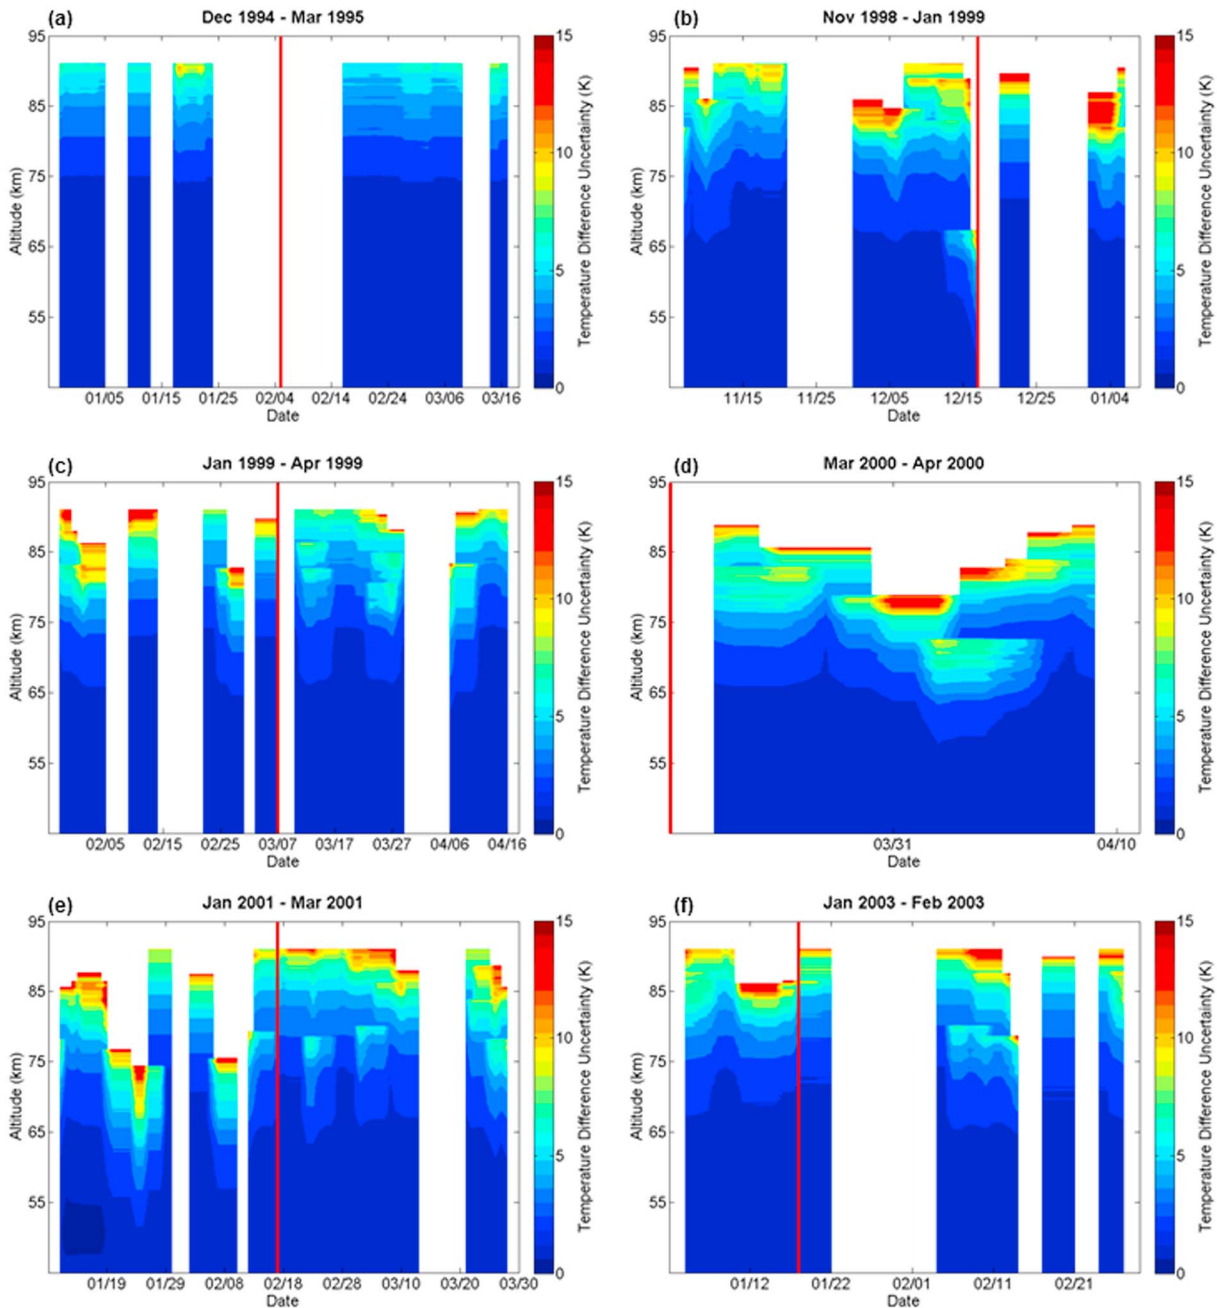 (a) Dec 1994 - Mar 1995
95
85
75
65
55
Altitude (km)
01/05 01/15 01/25 02/04 02/14 02/24 03/06 03/16
Date
15
10
5
0
Temperature Difference Uncertainty (K)
(b) Nov 1998 - Jan 1999
95
85
75
65
55
Altitude (km)
11/15 11/25 12/05 12/15 12/25 01/04
Date
15
10
5
0
Temperature Difference Uncertainty (K)
(c) Jan 1999 - Apr 1999
95
85
75
65
55
Altitude (km)
02/05 02/15 02/25 03/07 03/17 03/27 04/06 04/16
Date
15
10
5
0
Temperature Difference Uncertainty (K)
(d) Mar 2000 - Apr 2000
95
85
75
65
55
Altitude (km)
03/31 04/10
Date
15
10
5
0
Temperature Difference Uncertainty (K)
(e) Jan 2001 - Mar 2001
95
85
75
65
55
Altitude (km)
01/19 01/29 02/08 02/18 02/28 03/10 03/20 03/30
Date
15
10
5
0
Temperature Difference Uncertainty (K)
(f) Jan 2003 - Feb 2003
95
85
75
65
55
Altitude (km)
01/12 01/22 02/01 02/11 02/21
Date
15
10
5
0
Temperature Difference Uncertainty (K)